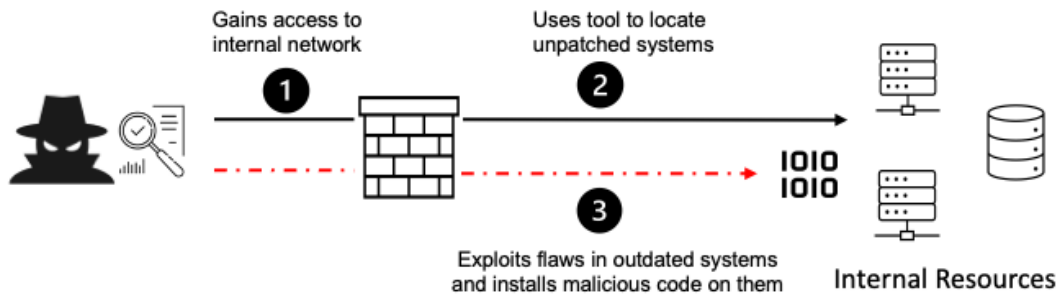 Gains access to
internal network
1
Uses tool to locate
unpatched systems
2
1010
1010
3
Exploits flaws in outdated systems
and installs malicious code on them
Internal Resources